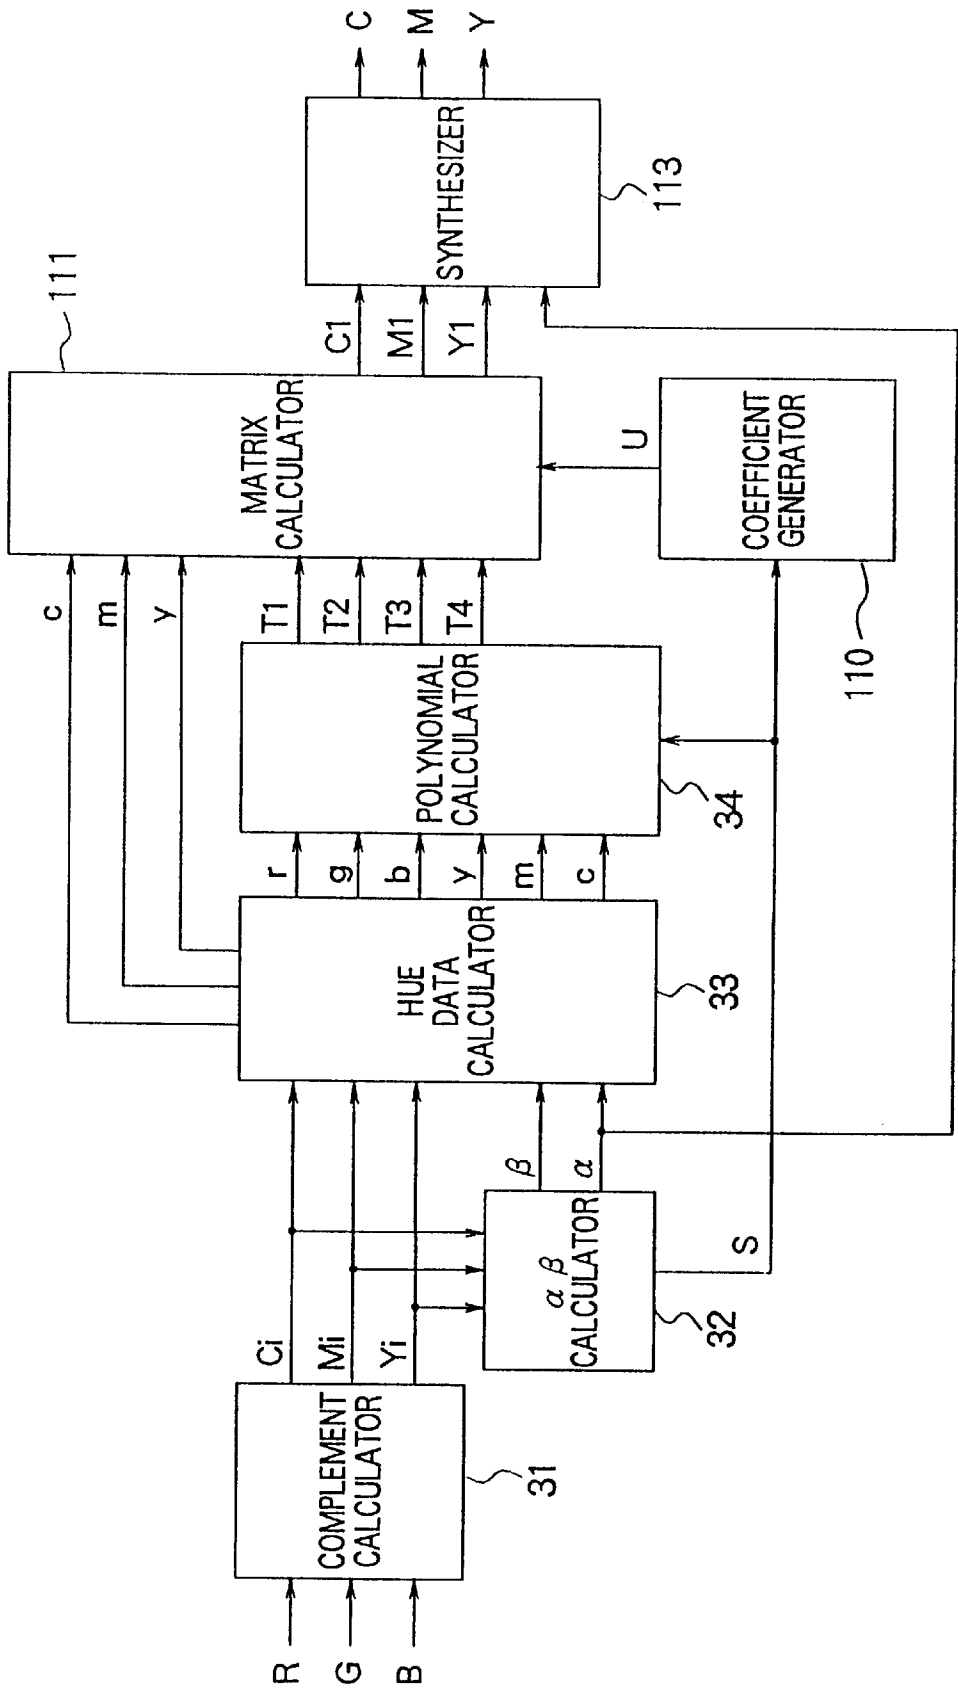 R
G
B
COMPLEMENT
CALCULATOR
31
Ci
Mi
Yi
α β
CALCULATOR
32
β
α
S
HUE
DATA
CALCULATOR
33
c
m
y
r
g
b
y
m
c
POLYNOMIAL
CALCULATOR
34
T1
T2
T3
T4
MATRIX
CALCULATOR
111
U
COEFFICIENT
GENERATOR
110
C1
M1
Y1
SYNTHESIZER
113
C
M
Y